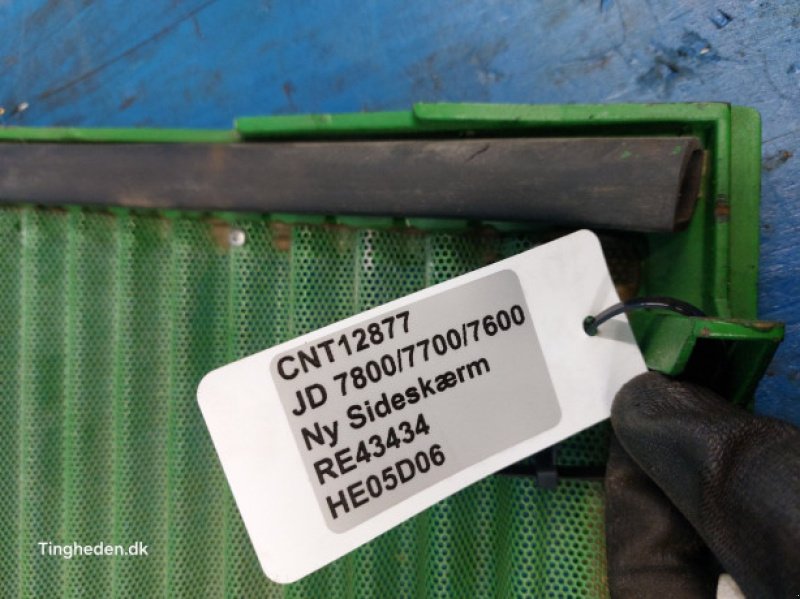 CNT12877
JD 7800/7700/7600
Ny Sideskærm
RE43434
HE05D06
Tingheden.dk